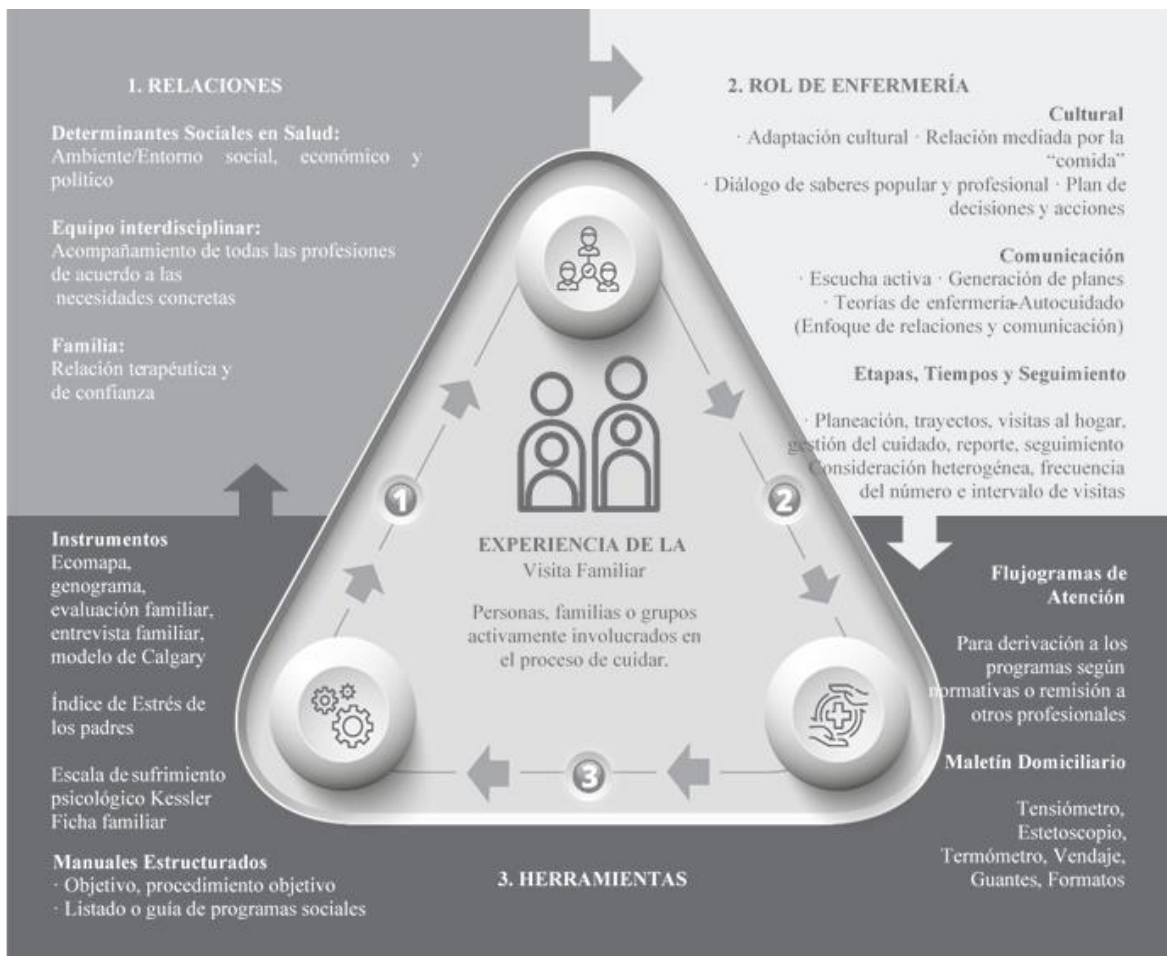 1. RELACIONES
Determinantes Sociales en Salud:
Ambiente/Entorno social, económico y
político
Equipo interdisciplinar:
Acompañamiento de todas las profesiones
de acuerdo a las
necesidades concretas
Família:
Relación terapéutica y
de confianza
2. ROL DE ENFERMERÍA
Cultural
· Adaptación cultural · Relación mediada por la
“comida”
· Diálogo de saberes popular y profesional · Plan de
decisiones y acciones
Comunicación
· Escucha activa · Generación de planes
· Teorías de enfermería-Autocuidado
(Enfoque de relaciones y comunicación)
Etapas, Tiempos y Seguimiento
· Planeación, trayectos, visitas al hogar,
gestión del cuidado, reporte, seguimiento
Consideración heterogénea, frecuencia
del número e intervalo de visitas
1
2
EXPERIENCIA DE LA
Visita Familiar
Personas, familias o grupos
activamente involucrados en
el proceso de cuidar.
3
Instrumentos
Ecomapa,
genograma,
evaluación familiar,
entrevista familiar,
modelo de Calgary
Índice de Estrés de
los padres
Escala de sufrimiento
psicológico Kessler
Ficha familiar
Manuales Estructurados
· Objetivo, procedimiento objetivo
· Listado o guía de programas sociales
3. HERRAMIENTAS
Flujogramas de
Atención
Para derivación a los
programas según
normativas o remisión a
otros profesionales
Maletín Domiciliario
Tensiómetro,
Estetoscopio,
Termómetro, Vendaje,
Guantes, Formatos